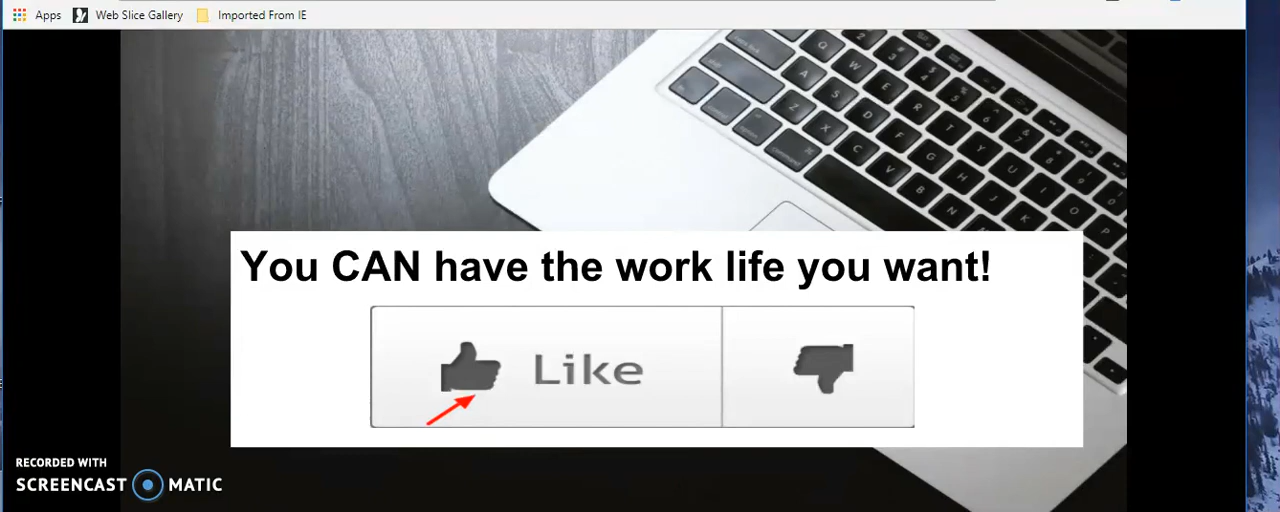 Apps Web Slice Gallery Imported From IE
You CAN have the work life you want!
Like
RECORDED WITH
SCREENCAST MATIC